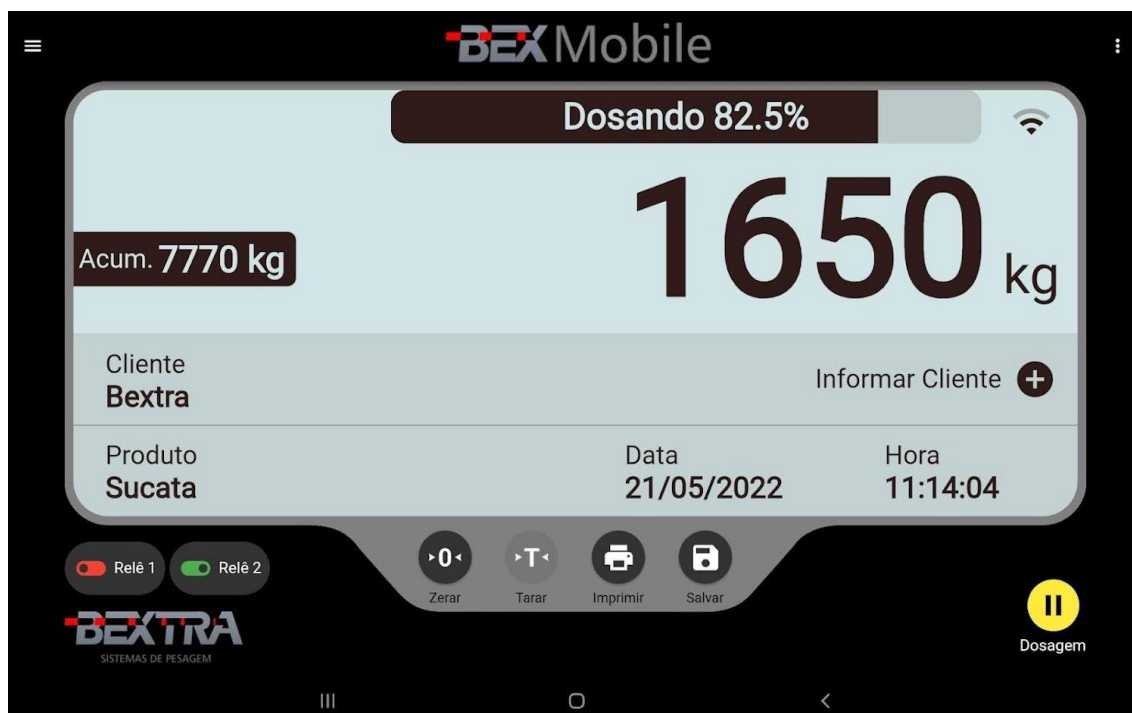 BEX Mobile
Dosando 82.5%
1650 kg
Acum. 7770 kg
Cliente
Bextra
Informar Cliente
Produto
Sucata
Data
21/05/2022
Hora
11:14:04
Relê 1
Relê 2
0
T
Zerar
Tarar
Imprimir
Salvar
BEXTRA
SISTEMAS DE PESAGEM
Dosagem